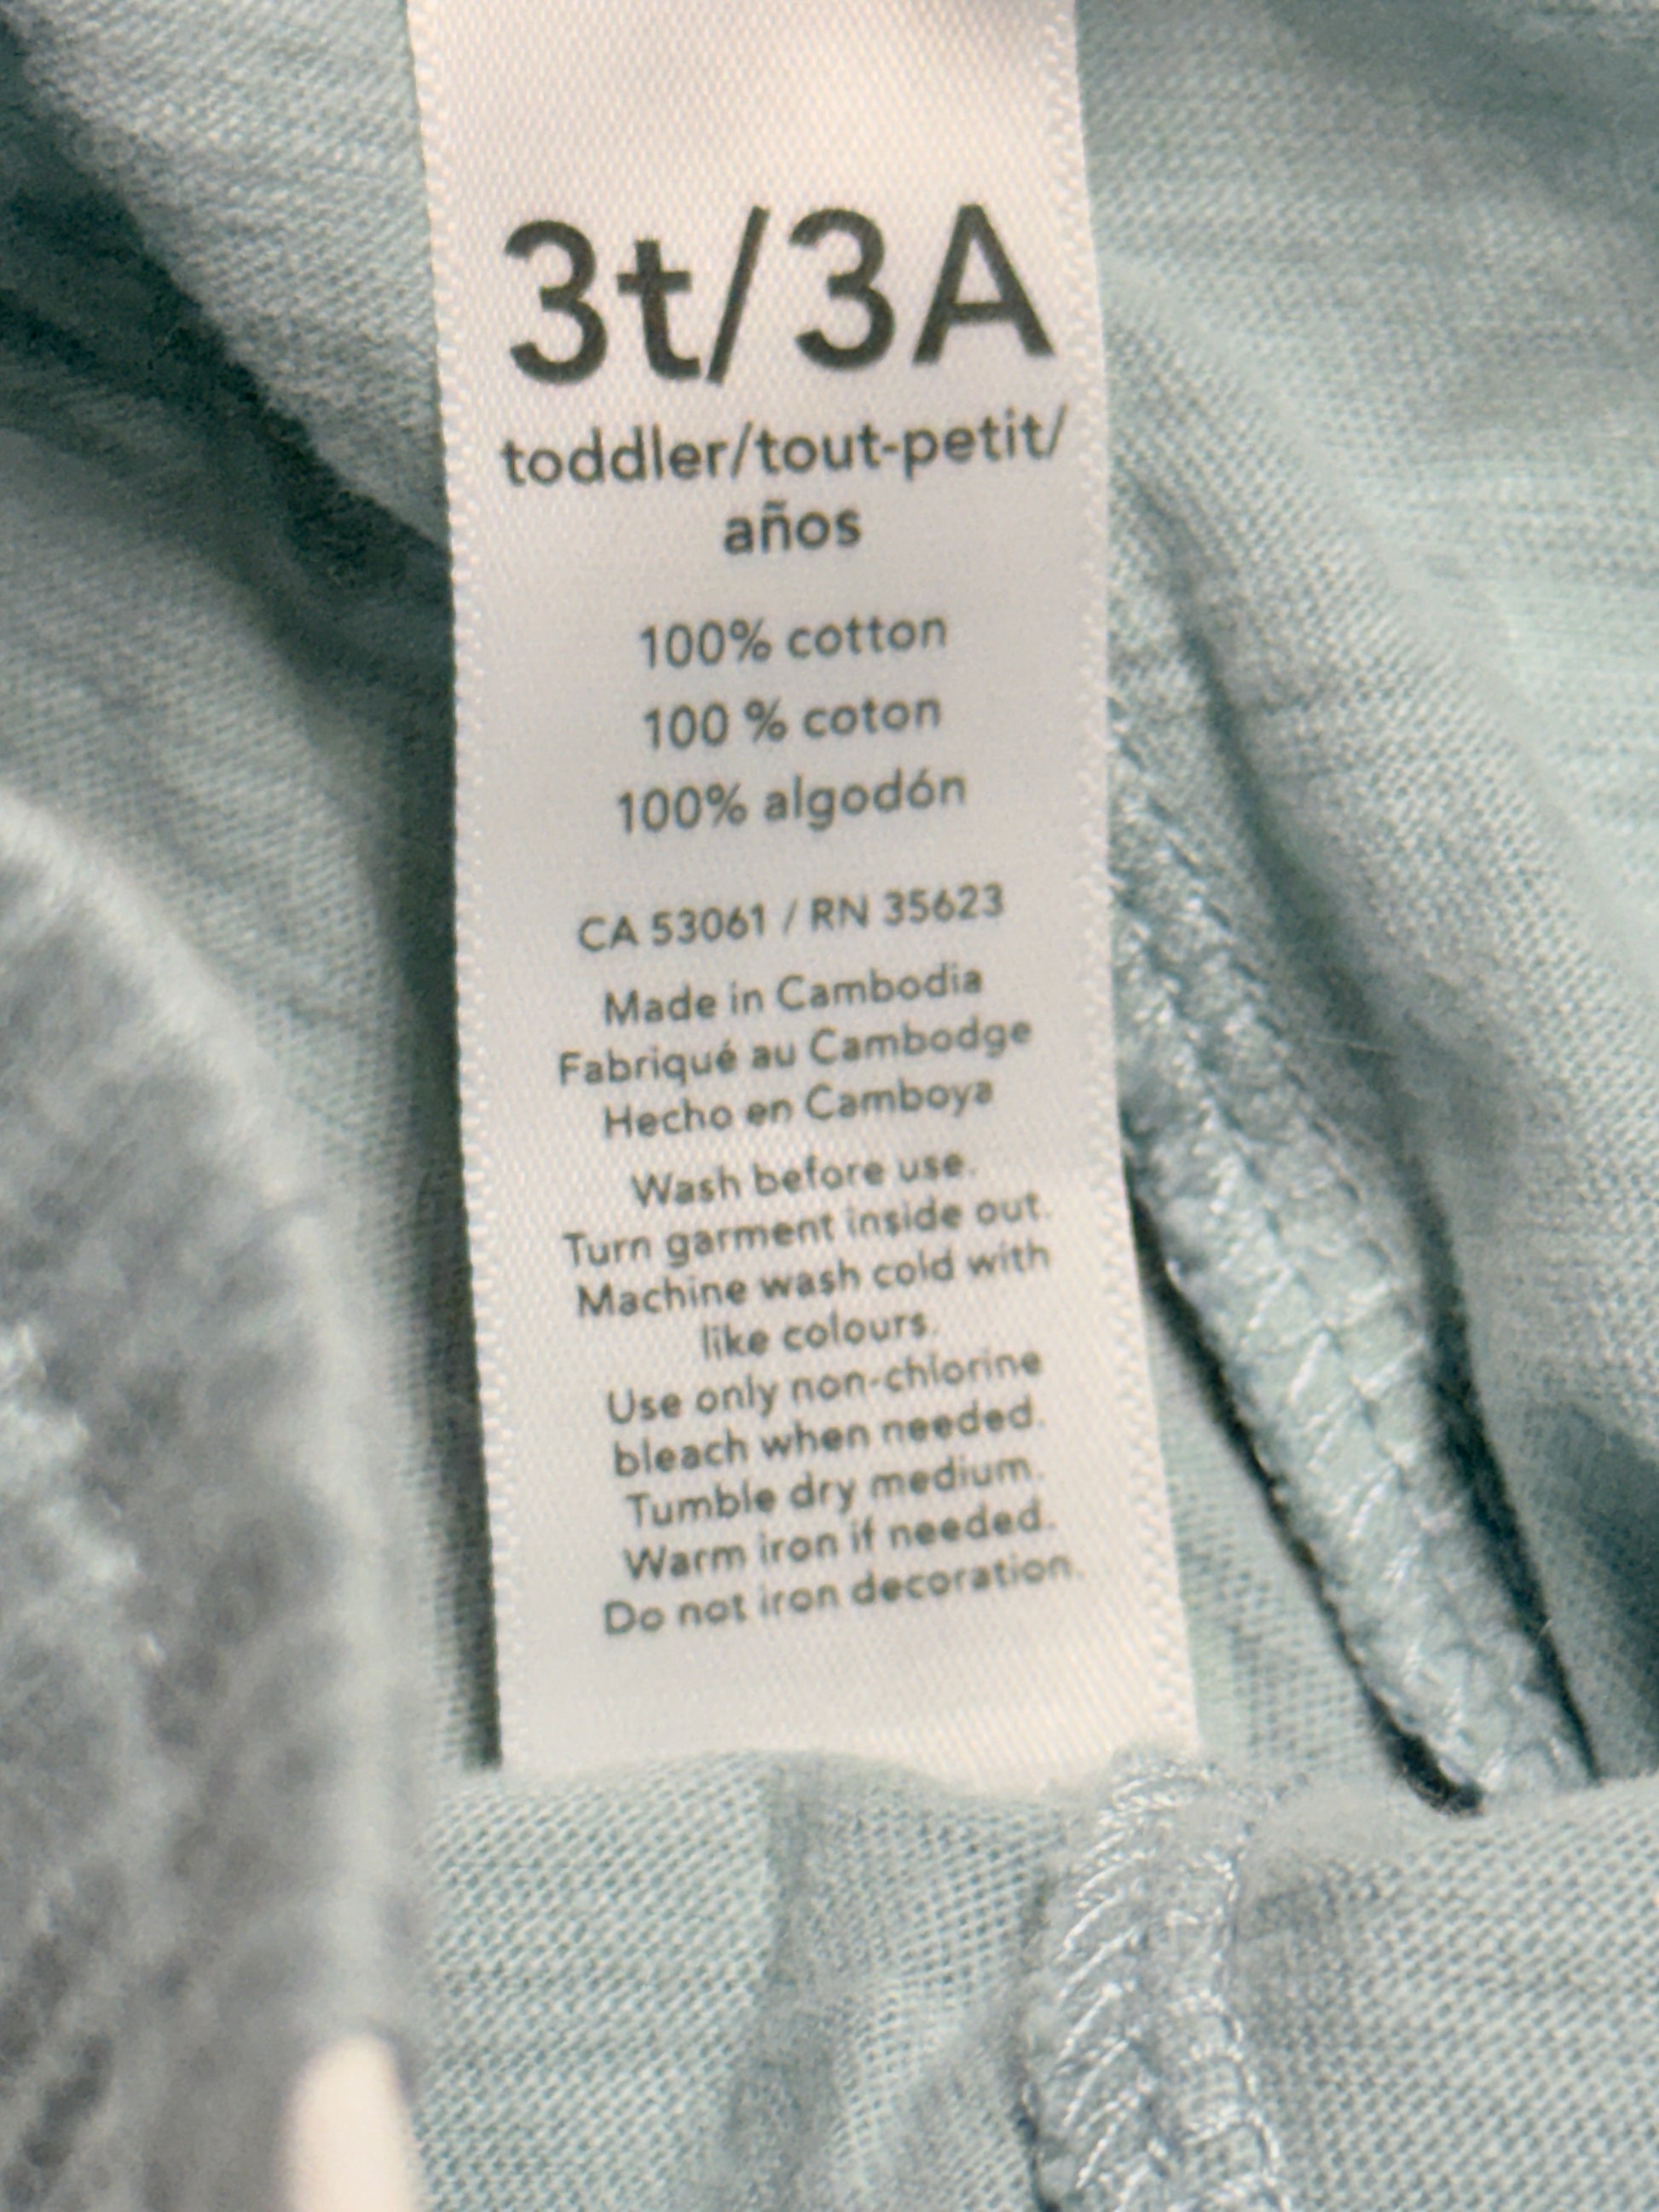 3t/3A
toddler/tout-petit/
años
100% cotton
100 % coton
100% algodón
CA 53061 / RN 35623
Made in Cambodia
Fabriqué au Cambodge
Hecho en Camboya
Wash before use.
Turn garment inside out.
Machine wash cold with
like colours.
Use only non-chlorine
bleach when needed.
Tumble dry medium.
Warm iron if needed.
Do not iron decoration.